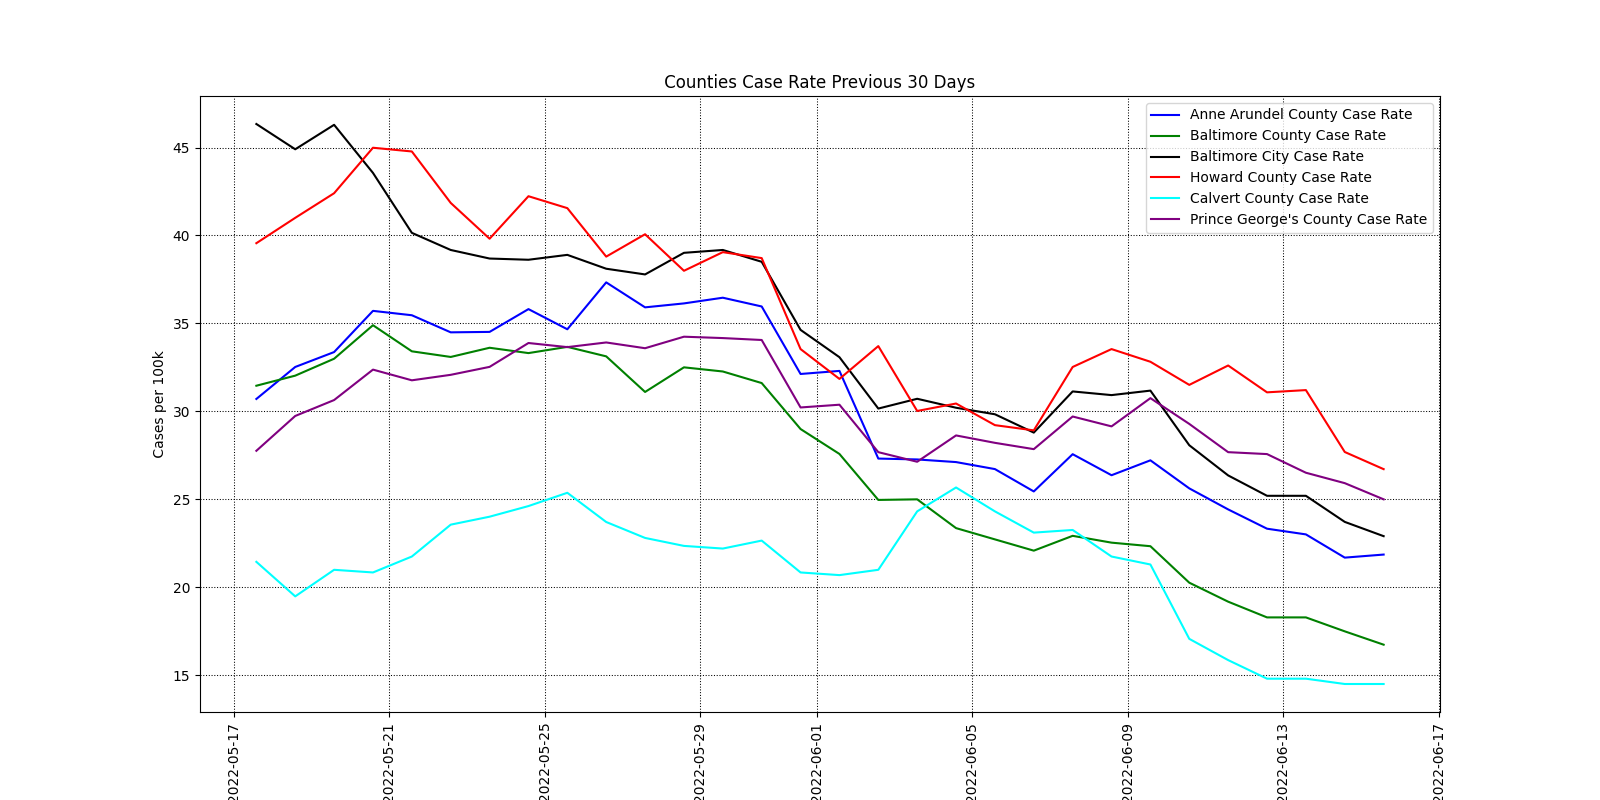 Counties Case Rate Previous 30 Days
Anne Arundel County Case Rate
Baltimore County Case Rate
Baltimore City Case Rate
Howard County Case Rate
Calvert County Case Rate
Prince George's County Case Rate
Cases per 100k
45
40
35
30
25
20
15
2022-05-17
2022-05-21
2022-05-25
2022-05-29
2022-06-01
2022-06-05
2022-06-09
2022-06-13
2022-06-17